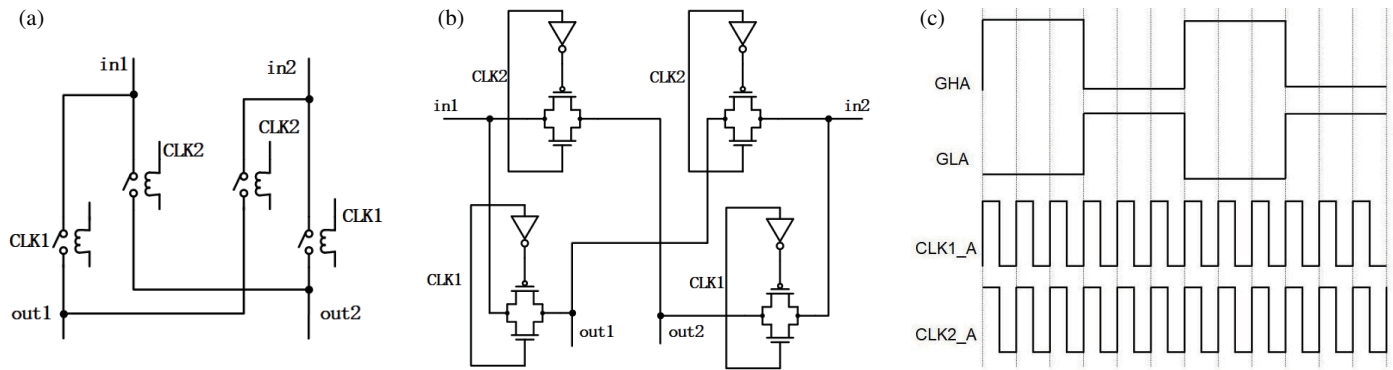 (a)
in1
in2
CLK2
CLK2
CLK1
CLK1
out1
out2
(b)
CLK2
CLK2
in1
in2
CLK1
CLK1
out1
out2
(c)
GHA
GLA
CLK1_A
CLK2_A